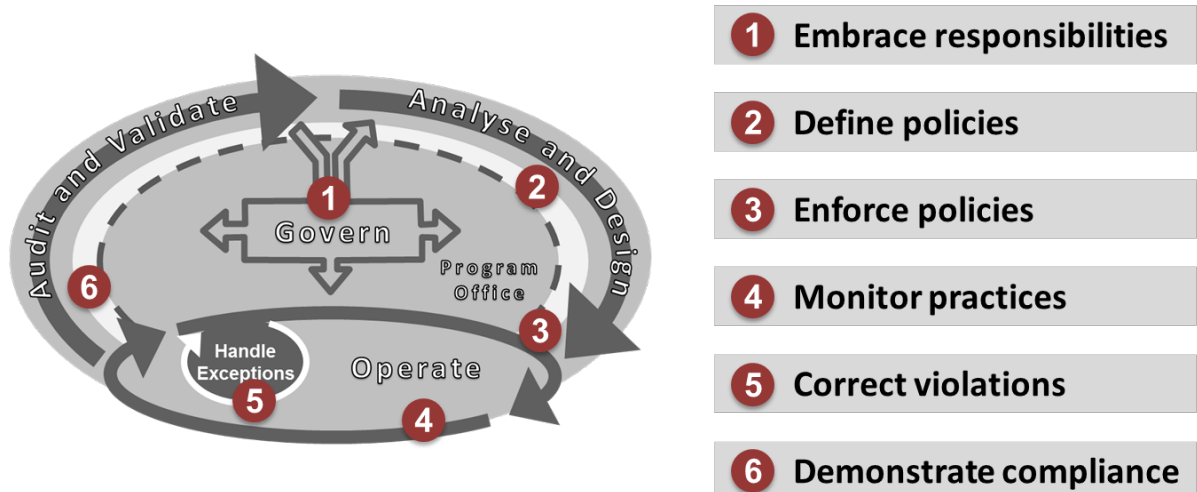 Audit and Validate
Analyse and Design
1
2
Govern
Program
Office
6
3
Handle
Exceptions
Operate
5
4
1 Embrace responsibilities
2 Define policies
3 Enforce policies
4 Monitor practices
5 Correct violations
6 Demonstrate compliance